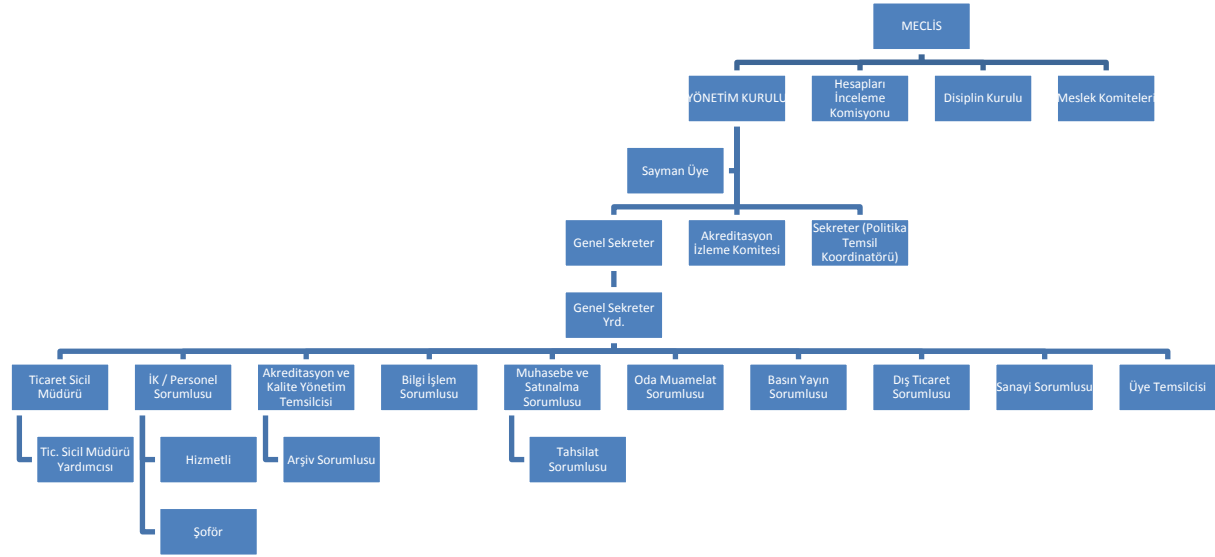 MECLİS
YÖNETİM KURULU
Hesapları
İnceleme
Komisyonu
Disiplin Kurulu
Meslek Komiteleri
Sayman Üye
Genel Sekreter
Akreditasyon
İzleme Komitesi
Sekreter (Politika
Temsil
Koordinatörü)
Genel Sekreter
Yrd.
Ticaret Sicil
Müdürü
İK / Personel
Sorumlusu
Akreditasyon ve
Kalite Yönetim
Temsilcisi
Bilgi İşlem
Sorumlusu
Muhasebe ve
Satınalma
Sorumlusu
Oda Muamelat
Sorumlusu
Basın Yayın
Sorumlusu
Dış Ticaret
Sorumlusu
Sanayi Sorumlusu
Üye Temsilcisi
Tic. Sicil Müdürü
Yardımcısı
Hizmetli
Arşiv Sorumlusu
Tahsilat
Sorumlusu
Şoför